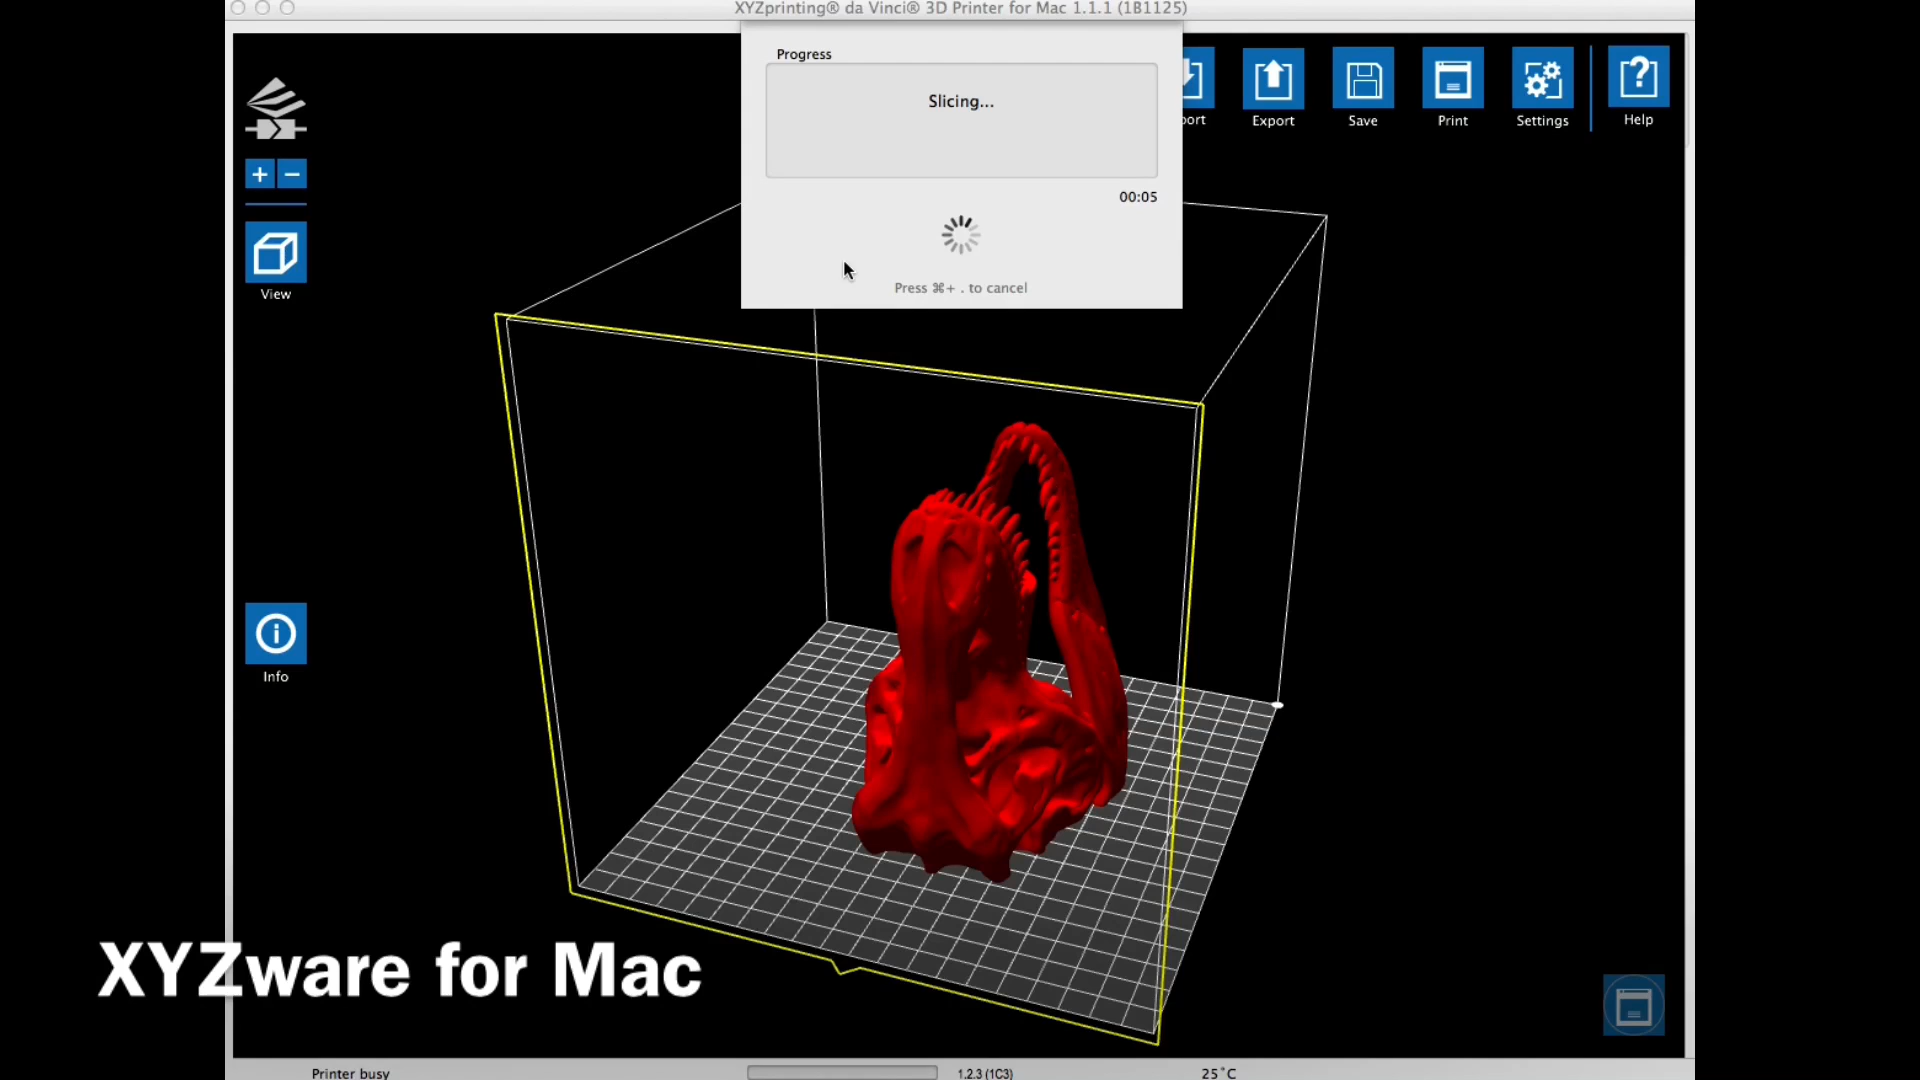 XYZprinting® da Vinci® 3D Printer for Mac 1.1.1 (1B1125)
Progress
Slicing...
00:05
Press ⌘+ . to cancel
port
Export
Save
Print
Settings
Help
View
Info
XYZware for Mac
Printer busy
1.2.3 (1C3)
25˚C